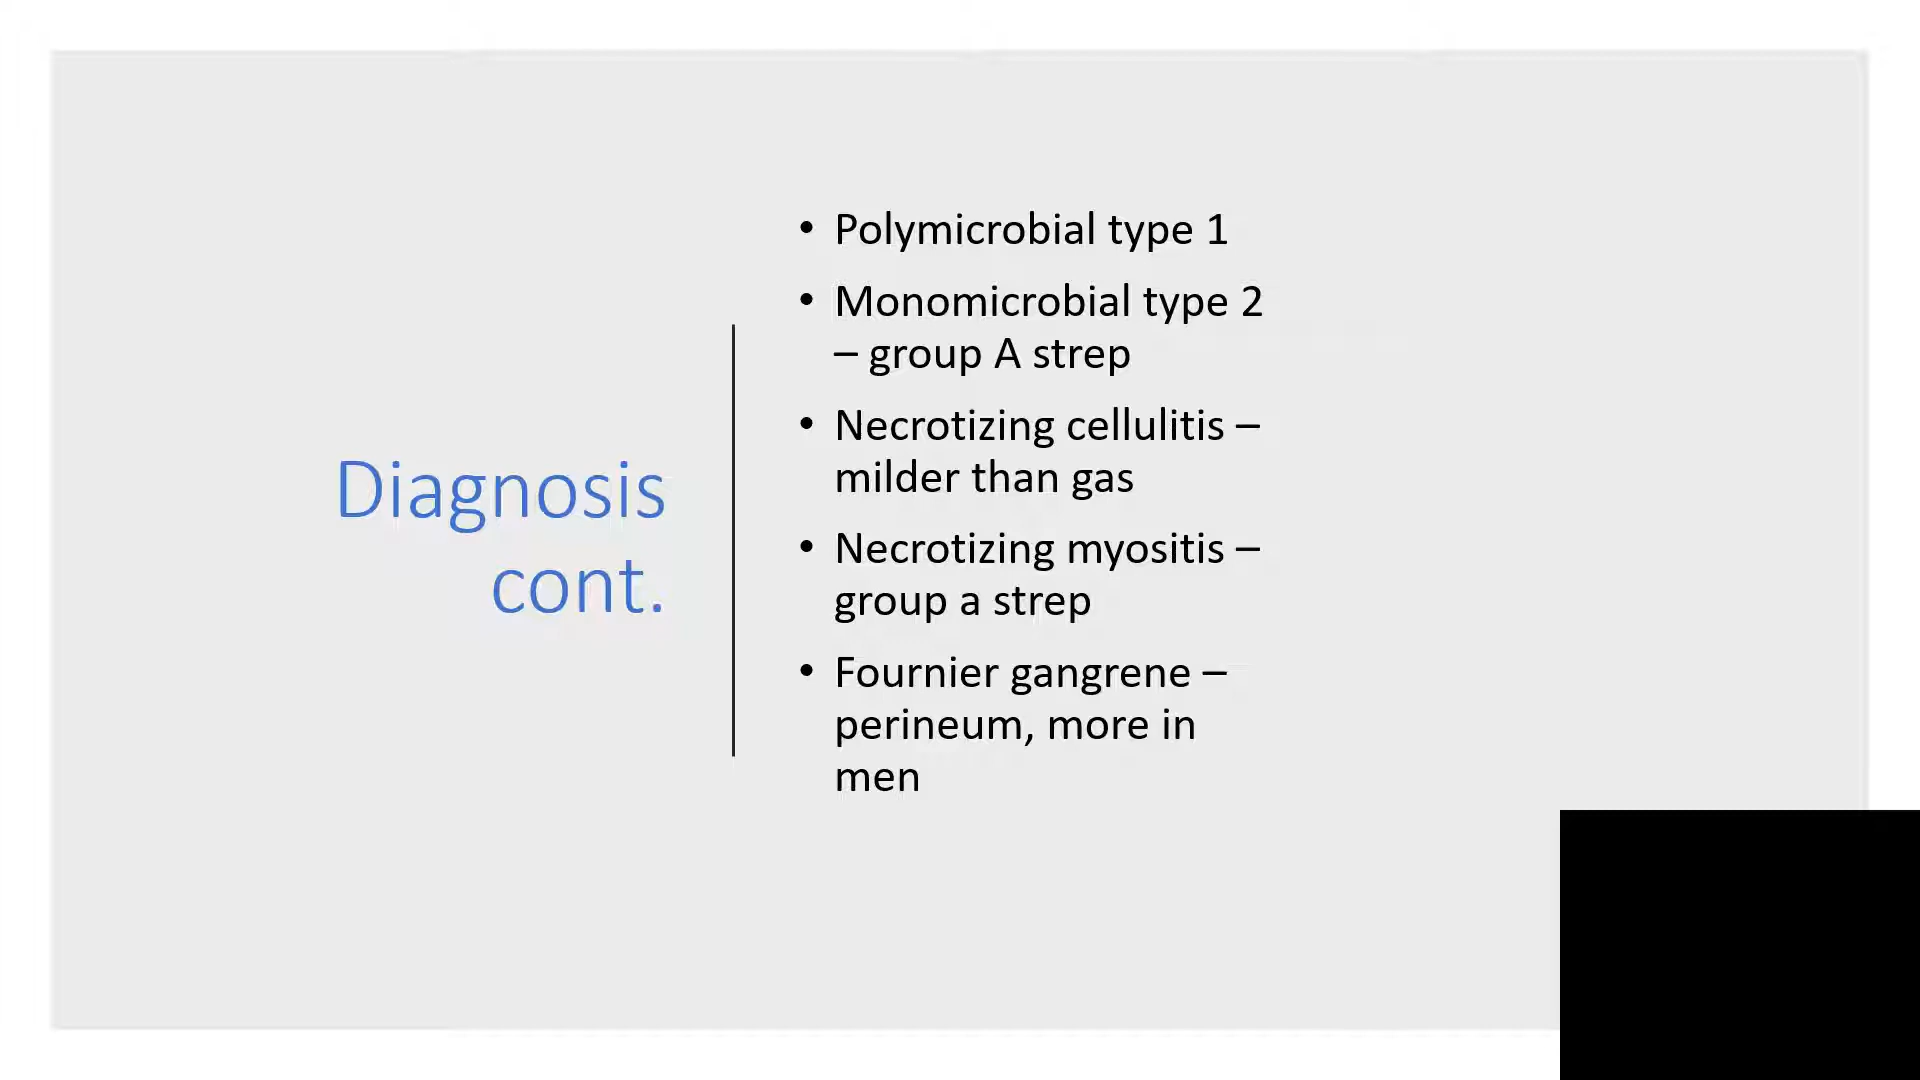 Diagnosis
cont.
• Polymicrobial type 1
• Monomicrobial type 2
– group A strep
• Necrotizing cellulitis –
milder than gas
• Necrotizing myositis –
group a strep
• Fournier gangrene –
perineum, more in
men